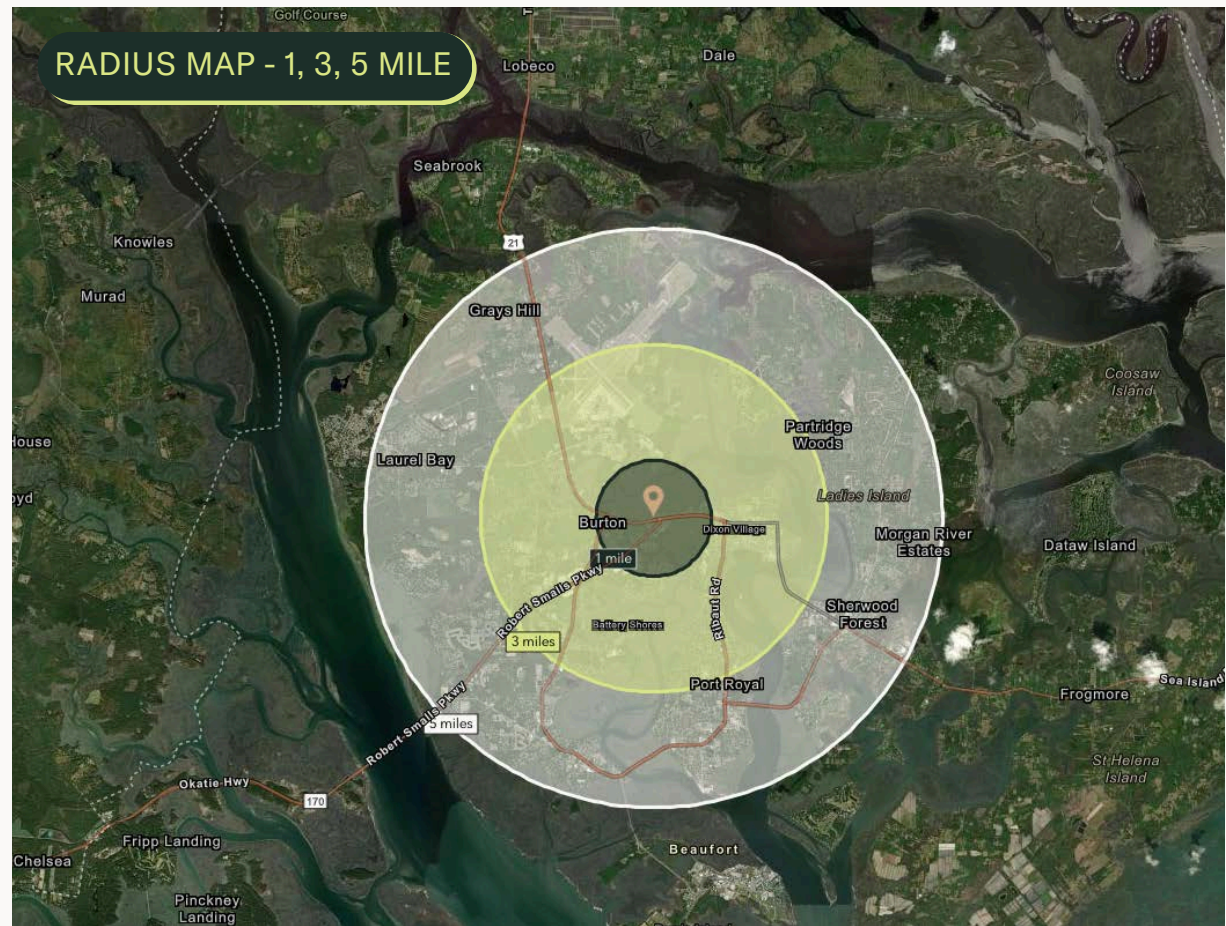 Golf Course
RADIUS MAP - 1, 3, 5 MILE
Lobeco
Dale
Seabrook
Knowles
21
Murad
Grays Hill
Coosaw
Island
Partridge
Woods
House
Laurel Bay
Ladies Island
Burton
Dixon Village
Morgan River
Estates
Dataw Island
1 mile
Robert Smalls Pkwy
Ribaut Rd
Sherwood
Forest
Battery Shores
3 miles
Port Royal
Sea Island
Frogmore
5 miles
Robert Smalls Pkwy
St Helena
Island
Okatie Hwy
170
Fripp Landing
Chelsea
Beaufort
Pinckney
Landing